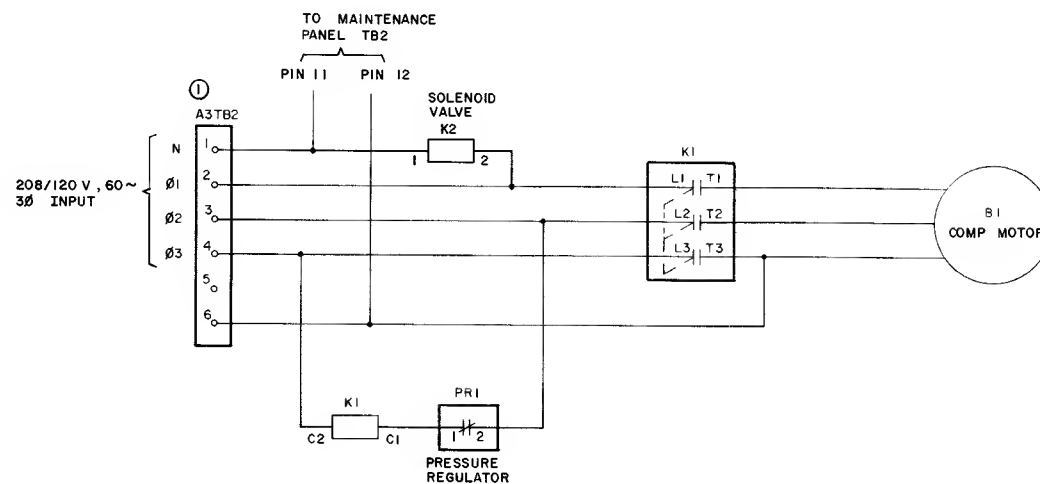 TO MAINTENANCE
PANEL TB2
PIN 11 PIN 12
1
A3TB2
SOLENOID
VALVE
K2
N 1 1 2
K1
208/120 V, 60~
3Ø INPUT
Ø1 2 L1 T1
Ø2 3 L2 T2
Ø3 4 L3 T3
B1
COMP MOTOR
5
6
K1
C2 C1
PR1
1 2
PRESSURE
REGULATOR